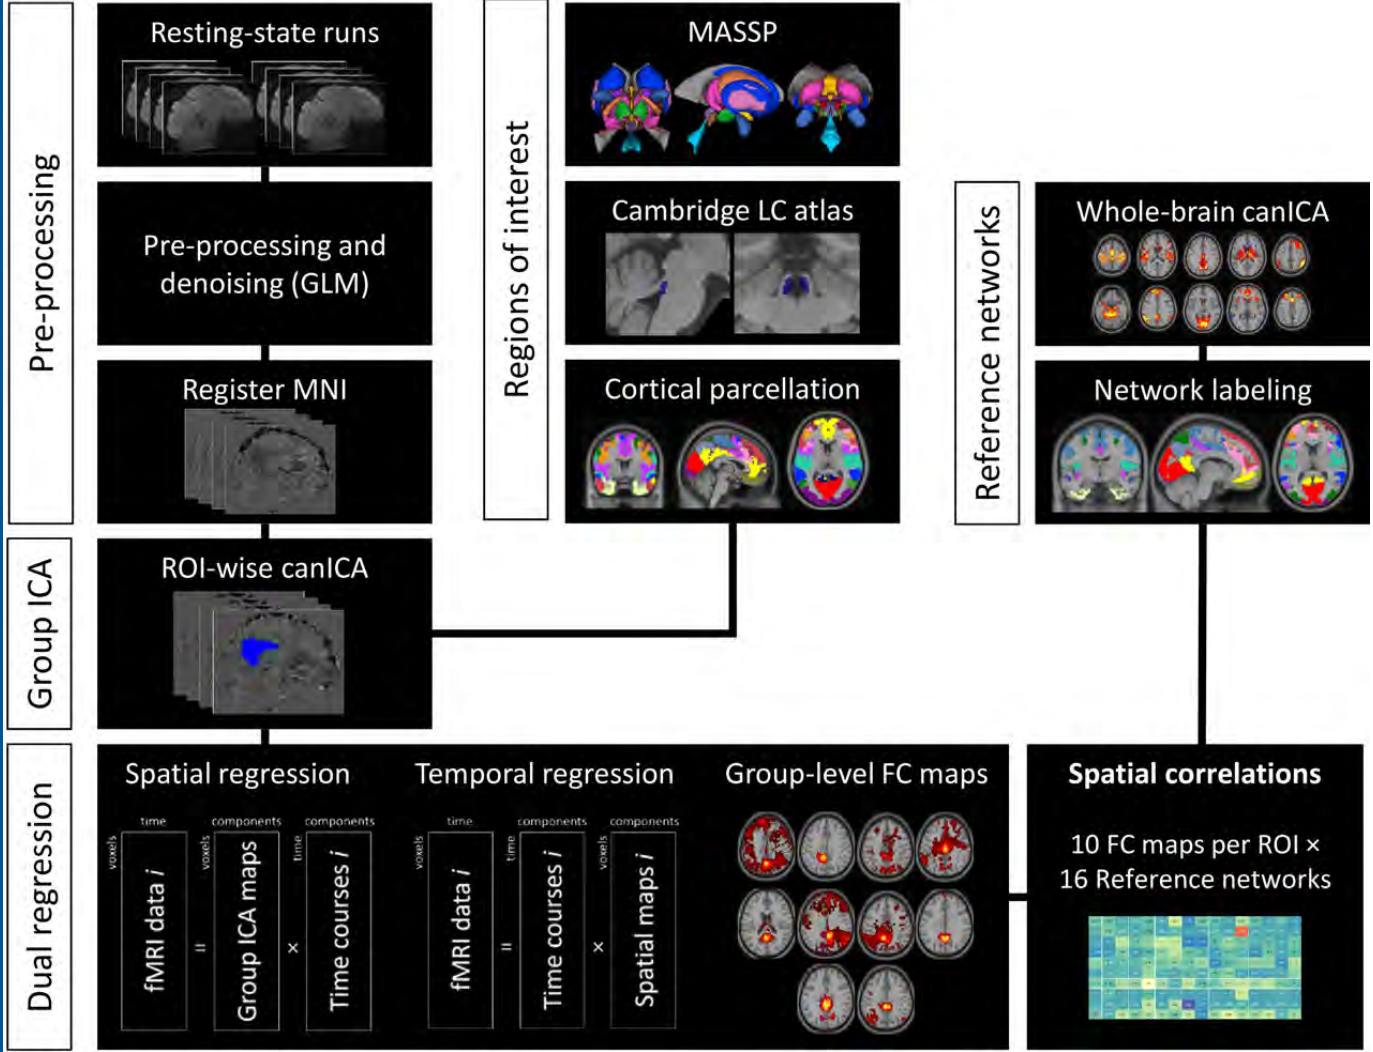 Pre-processing
Resting-state runs
Pre-processing and
denoising (GLM)
Register MNI
Regions of interest
MASSP
Cambridge LC atlas
Cortical parcellation
Reference networks
Whole-brain canICA
Network labeling
Group ICA
ROI-wise canICA
Dual regression
Spatial regression
time
voxels
fMRI data i
=
components
voxels
Group ICA maps
×
components
time
Time courses i
Temporal regression
time
voxels
fMRI data i
=
components
time
Time courses i
×
components
voxels
Spatial maps i
Group-level FC maps
Spatial correlations
10 FC maps per ROI ×
16 Reference networks